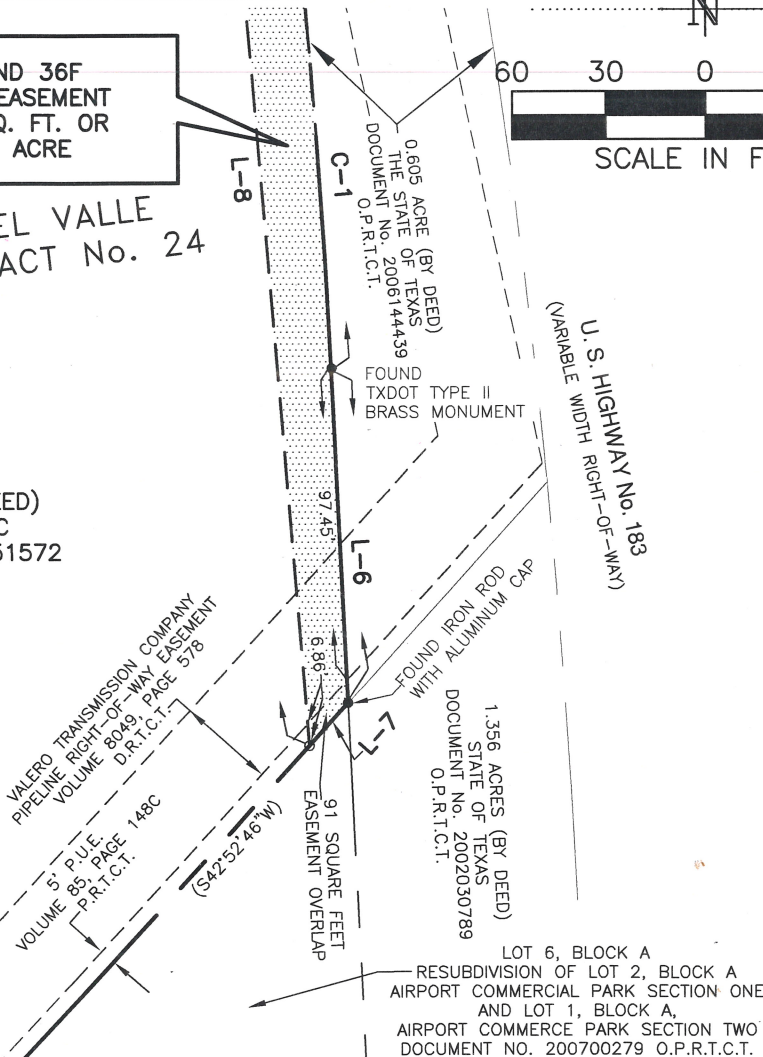 N
ND 36F
EASEMENT
Q. FT. OR
ACRE
60 30 0
SCALE IN F
EL VALLE
ACT No. 24
L-8
C-1
0.605 ACRE (BY DEED)
THE STATE OF TEXAS
DOCUMENT No. 2006144439
O.P.R.T.C.T.
U. S. HIGHWAY No. 183
(VARIABLE WIDTH RIGHT-OF-WAY)
FOUND
TXDOT TYPE II
BRASS MONUMENT
EED)
C
51572
97.45'
L-6
VALERO TRANSMISSION COMPANY
PIPELINE RIGHT-OF-WAY EASEMENT
VOLUME 8049, PAGE 578
D.R.T.C.T.
6.86'
FOUND IRON ROD
WITH ALUMINUM CAP
L-7
1.356 ACRES (BY DEED)
STATE OF TEXAS
DOCUMENT No. 2002030789
O.P.R.T.C.T.
5' P.U.E.
VOLUME 85, PAGE 148C
P.R.T.C.T.
(S42°52'46"W)
91 SQUARE FEET
EASEMENT OVERLAP
LOT 6, BLOCK A
RESUBDIVISION OF LOT 2, BLOCK A
AIRPORT COMMERCIAL PARK SECTION ONE
AND LOT 1, BLOCK A,
AIRPORT COMMERCE PARK SECTION TWO
DOCUMENT NO. 200700279 O.P.R.T.C.T.